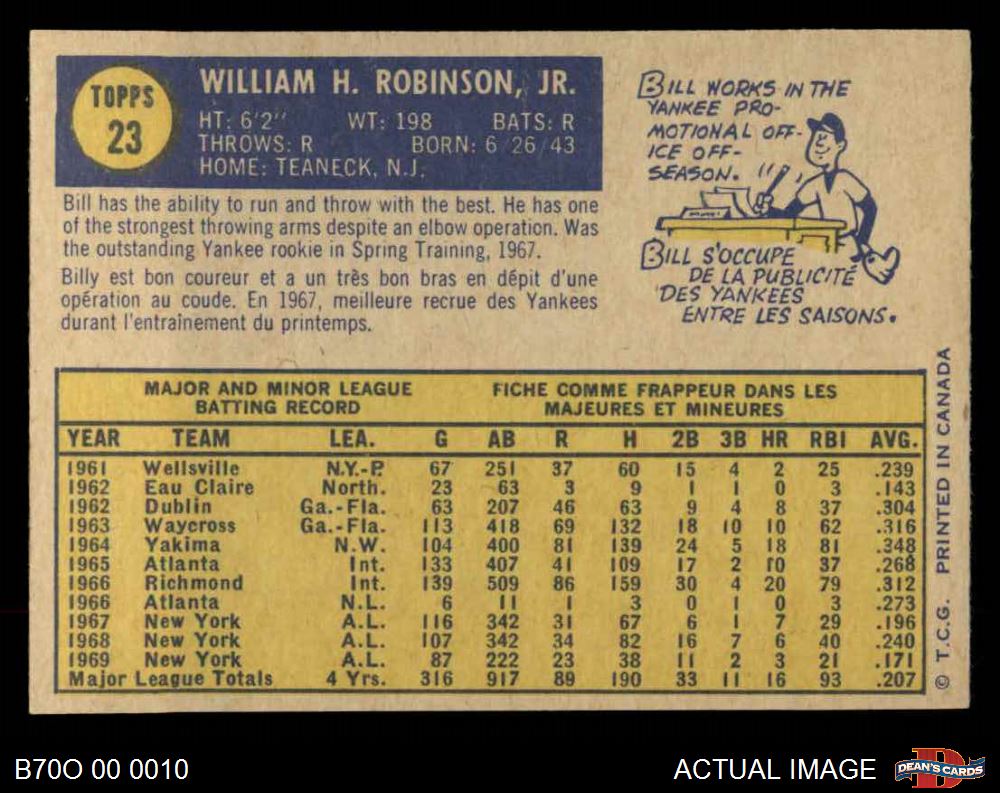 TOPPS
23
WILLIAM H. ROBINSON, JR.
HT: 6'2" WT: 198 BATS: R
THROWS: R BORN: 6 26 43
HOME: TEANECK, N.J.
Bill has the ability to run and throw with the best. He has one
of the strongest throwing arms despite an elbow operation. Was
the outstanding Yankee rookie in Spring Training, 1967.
Billy est bon coureur et a un très bon bras en dépit d'une
opération au coude. En 1967, meilleure recrue des Yankees
durant l'entraînement du printemps.
BILL WORKS IN THE
YANKEE PRO-
MOTIONAL OFF-
ICE OFF-
SEASON.
BILL S'OCCUPE
DE LA PUBLICITÉ
DES YANKEES
ENTRE LES SAISONS.
MAJOR AND MINOR LEAGUE
BATTING RECORD
FICHE COMME FRAPPEUR DANS LES
MAJEURES ET MINEURES
YEAR TEAM LEA. G AB R H 2B 3B HR RBI AVG.
1961 Wellsville N.Y.-P. 67 251 37 60 15 4 2 25 .239
1962 Eau Claire North. 23 63 3 9 1 1 0 3 .143
1962 Dublin Ga.-Fla. 63 207 46 63 9 4 8 37 .304
1963 Waycross Ga.-Fla. 113 418 69 132 18 10 10 62 .316
1964 Yakima N.W. 104 400 81 139 24 5 18 81 .348
1965 Atlanta Int. 133 407 41 109 17 2 10 37 .268
1966 Richmond Int. 139 509 86 159 30 4 20 79 .312
1966 Atlanta N.L. 6 11 1 3 0 1 0 3 .273
1967 New York A.L. 116 342 31 67 6 1 7 29 .196
1968 New York A.L. 107 342 34 82 16 7 6 40 .240
1969 New York A.L. 87 222 23 38 11 2 3 21 .171
Major League Totals 4 Yrs. 316 917 89 190 33 11 16 93 .207
© T.C.G. PRINTED IN CANADA
B70O 00 0010
ACTUAL IMAGE
DEAN'S CARDS